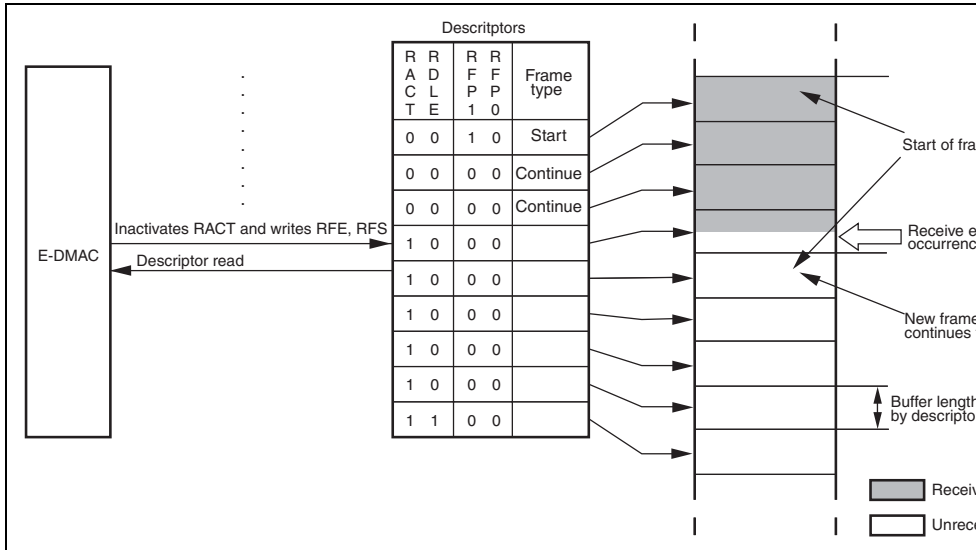 Descritptors
R R R R
A D F F Frame
C L P P type
T E 1 0
0 0 1 0 Start
0 0 0 0 Continue
0 0 0 0 Continue
Inactivates RACT and writes RFE, RFS
1 0 0 0
E-DMAC
Descriptor read
1 0 0 0
1 0 0 0
1 0 0 0
1 0 0 0
1 1 0 0
Start of fra
Receive e
occurrenc
New frame
continues
Buffer length
by descripto
Receiv
Unrece